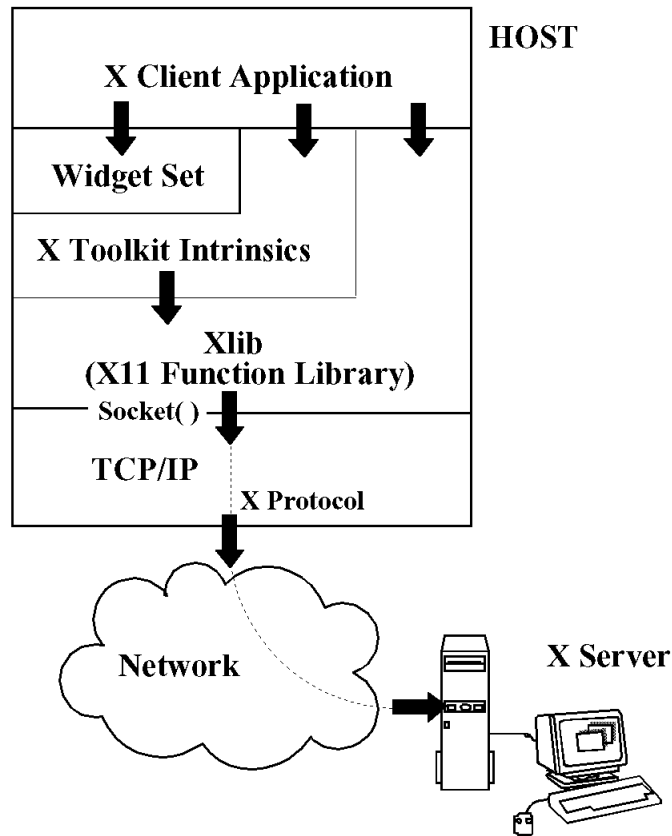 HOST
X Client Application
Widget Set
X Toolkit Intrinsics
Xlib
(X11 Function Library)
Socket( )
TCP/IP
X Protocol
Network
X Server